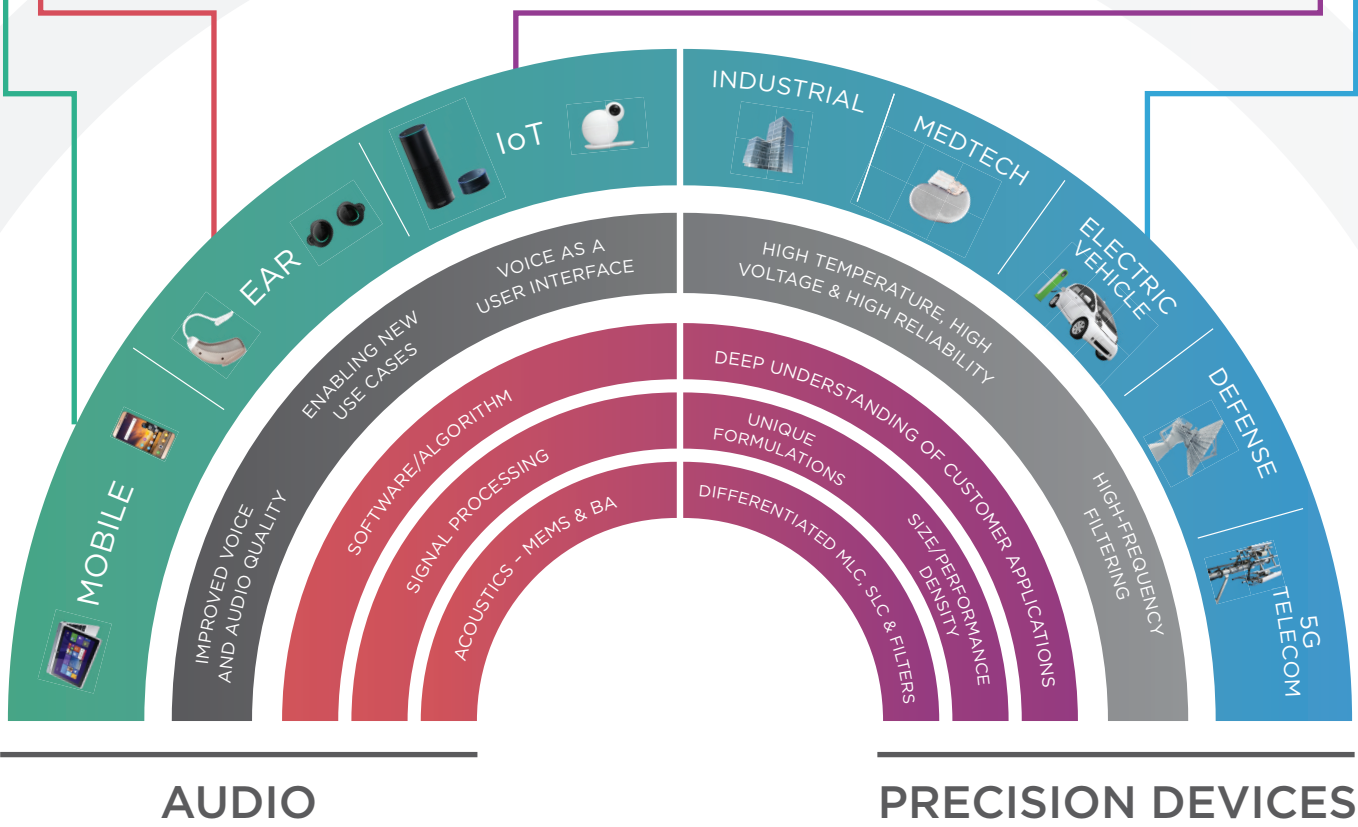 MOBILE
EAR
IoT
INDUSTRIAL
MEDTECH
ELECTRIC
VEHICLE
DEFENSE
5G
TELECOM
IMPROVED VOICE
AND AUDIO QUALITY
ENABLING NEW
USE CASES
VOICE AS A
USER INTERFACE
HIGH TEMPERATURE, HIGH
VOLTAGE & HIGH RELIABILITY
HIGH-FREQUENCY
FILTERING
SOFTWARE/ALGORITHM
DEEP UNDERSTANDING OF CUSTOMER APPLICATIONS
SIGNAL PROCESSING
UNIQUE
FORMULATIONS
SIZE/PERFORMANCE
DENSITY
ACOUSTICS – MEMS & BA
DIFFERENTIATED MLC, SLC & FILTERS
AUDIO
PRECISION DEVICES